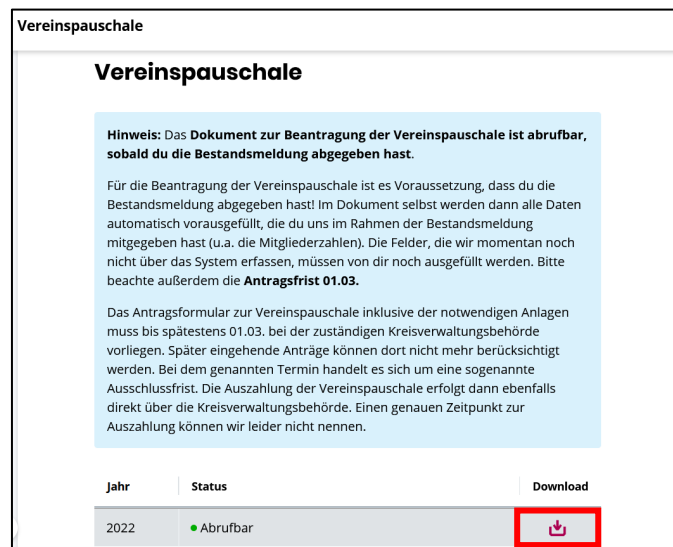 Vereinspauschale
Vereinspauschale
Hinweis: Das Dokument zur Beantragung der Vereinspauschale ist abrufbar,
sobald du die Bestandsmeldung abgegeben hast.
Für die Beantragung der Vereinspauschale ist es Voraussetzung, dass du die
Bestandsmeldung abgegeben hast! Im Dokument selbst werden dann alle Daten
automatisch vorausgefüllt, die du uns im Rahmen der Bestandsmeldung
mitgegeben hast (u.a. die Mitgliederzahlen). Die Felder, die wir momentan noch
nicht über das System erfassen, müssen von dir noch ausgefüllt werden. Bitte
beachte außerdem die Antragsfrist 01.03.
Das Antragsformular zur Vereinspauschale inklusive der notwendigen Anlagen
muss bis spätestens 01.03. bei der zuständigen Kreisverwaltungsbehörde
vorliegen. Später eingehende Anträge können dort nicht mehr berücksichtigt
werden. Bei dem genannten Termin handelt es sich um eine sogenannte
Ausschlussfrist. Die Auszahlung der Vereinspauschale erfolgt dann ebenfalls
direkt über die Kreisverwaltungsbehörde. Einen genauen Zeitpunkt zur
Auszahlung können wir leider nicht nennen.
Jahr Status Download
2022 Abrufbar